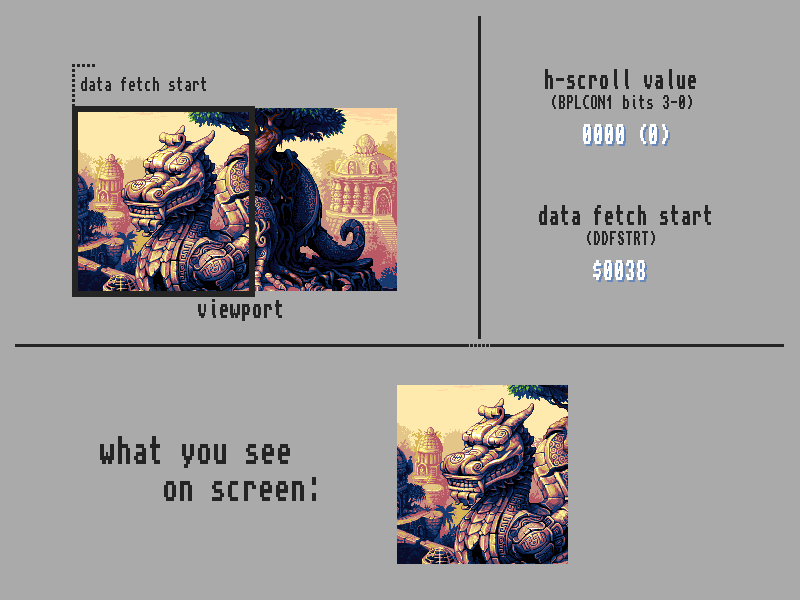 data fetch start
viewport
h-scroll value
(BPLCON1 bits 3-0)
0000 (0)
data fetch start
(DDFSTRT)
$0038
what you see
on screen: